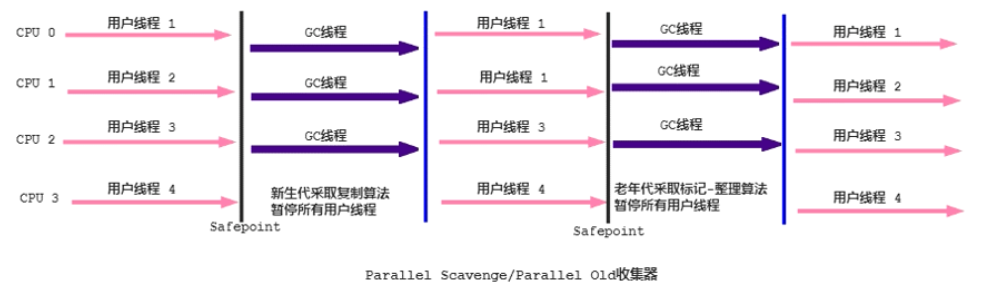 CPU 0 用户线程 1 GC线程 用户线程 1 GC线程 用户线程 1
CPU 1 用户线程 2 GC线程 用户线程 1 GC线程 用户线程 2
CPU 2 用户线程 3 GC线程 用户线程 3 GC线程 用户线程 3
CPU 3 用户线程 4 用户线程 4 用户线程 4
新生代采取复制算法
暂停所有用户线程
老年代采取标记-整理算法
暂停所有用户线程
Safepoint
Safepoint
Parallel Scavenge/Parallel Old收集器